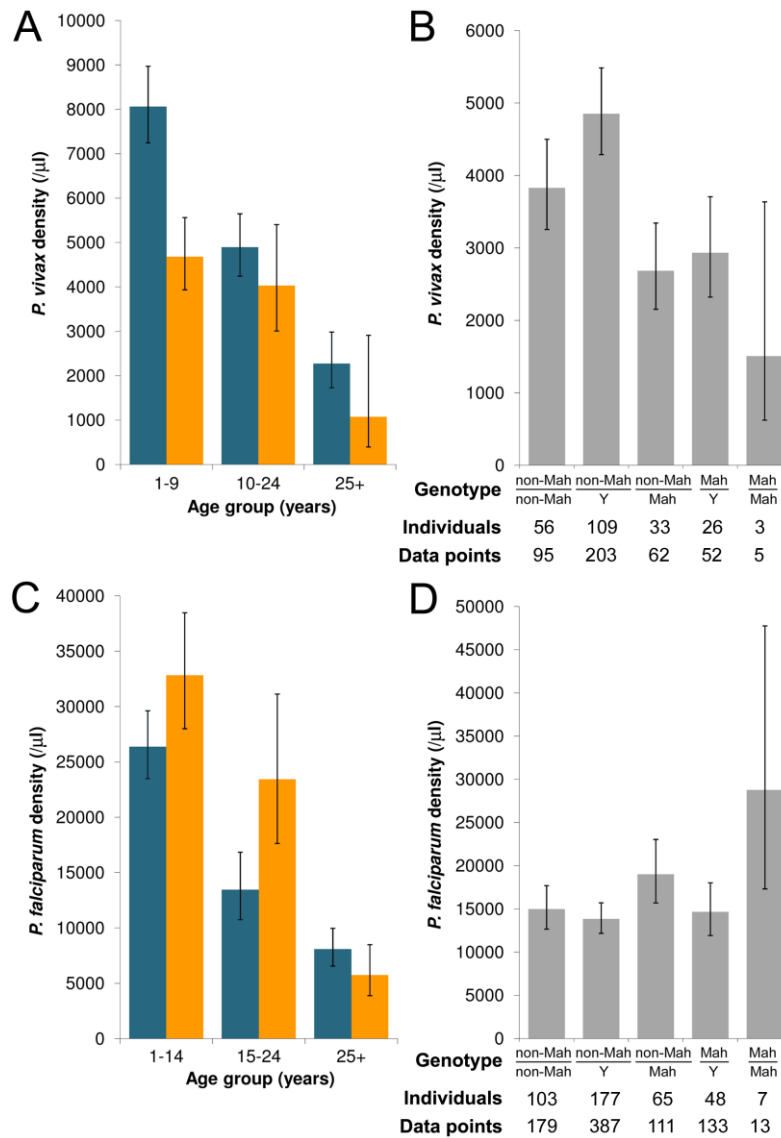 A
10000
9000
8000
7000
6000
5000
4000
3000
2000
1000
0
P. vivax density (/µl)
1-9 10-24 25+
Age group (years)
B
6000
5000
4000
3000
2000
1000
0
P. vivax density (/µl)
Genotype
non-Mah non-Mah non-Mah Mah Mah
non-Mah Y Mah Y Mah
Individuals 56 109 33 26 3
Data points 95 203 62 52 5
C
40000
35000
30000
25000
20000
15000
10000
5000
0
P. falciparum density (/µl)
1-14 15-24 25+
Age group (years)
D
50000
45000
40000
35000
30000
25000
20000
15000
10000
5000
0
P. falciparum density (/µl)
Genotype
non-Mah non-Mah non-Mah Mah Mah
non-Mah Y Mah Y Mah
Individuals 103 177 65 48 7
Data points 179 387 111 133 13